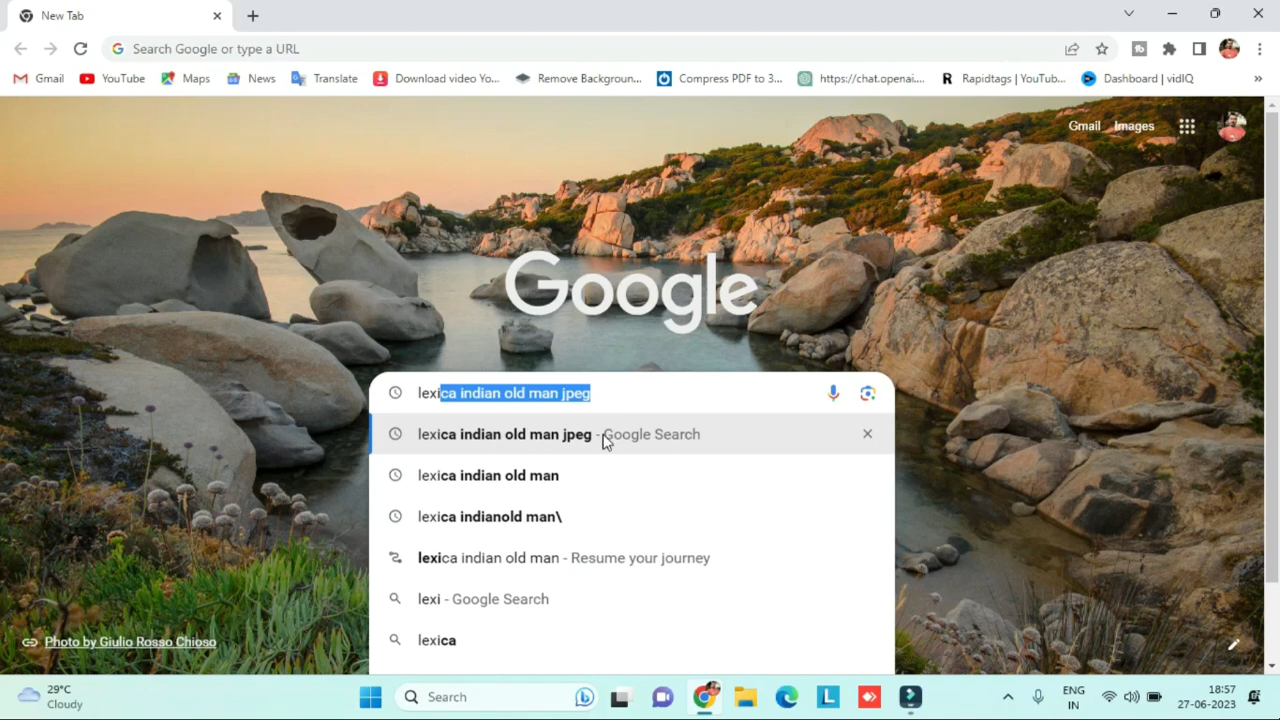 New Tab
Search Google or type a URL
Gmail
YouTube
Maps
News
Translate
Download video Yo...
Remove Backgroun...
Compress PDF to 3...
https://chat.openai....
Rapidtags | YouTub...
Dashboard | vidIQ
»
Gmail Images
Google
lexica indian old man jpeg
lexica indian old man jpeg - Google Search
lexica indian old man
lexica indianold man\
lexica indian old man - Resume your journey
lexi - Google Search
lexica
Photo by Giulio Rosso Chioso
29°C
Cloudy
Search
ENG
IN
18:57
27-06-2023